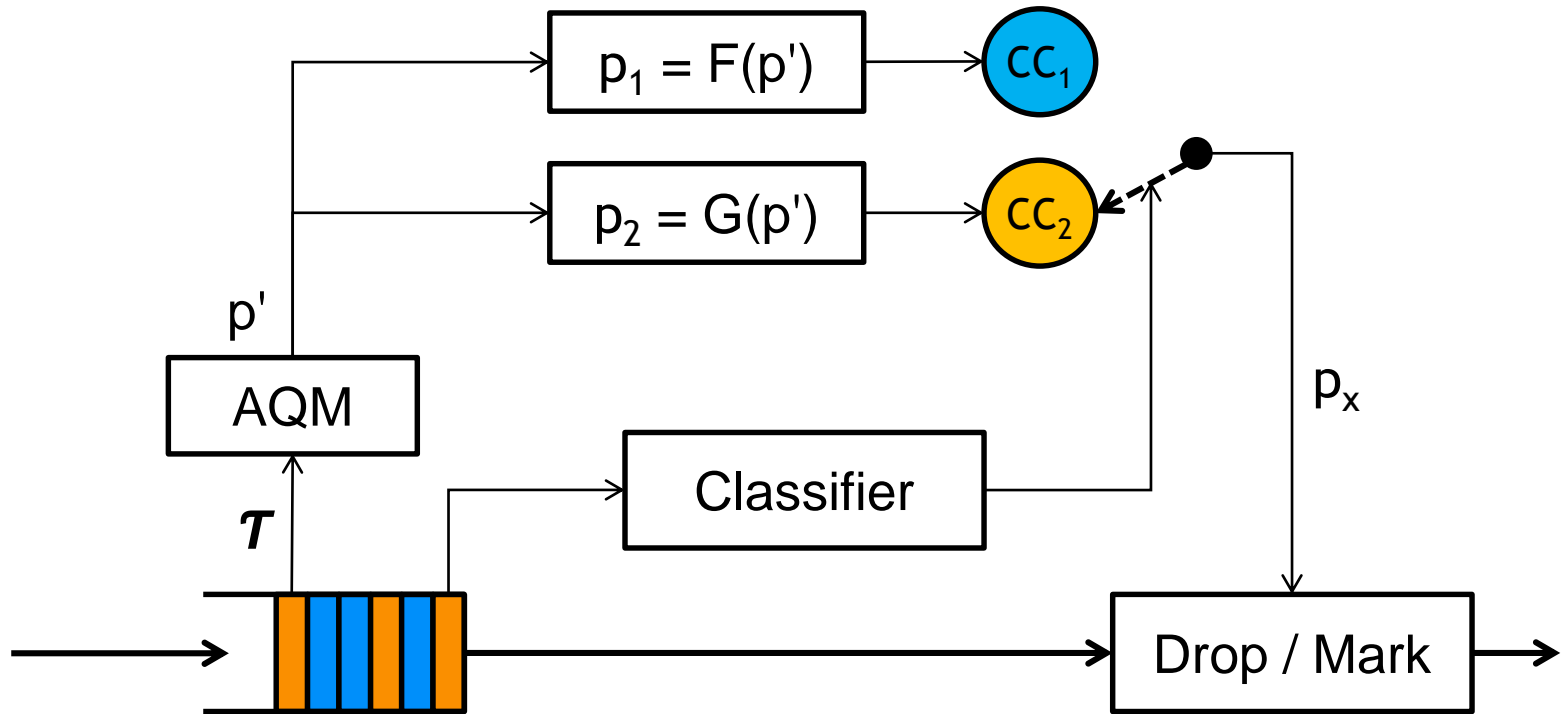 p₁ = F(p')
CC₁
p₂ = G(p')
CC₂
p'
AQM
pₓ
τ
Classifier
Drop / Mark